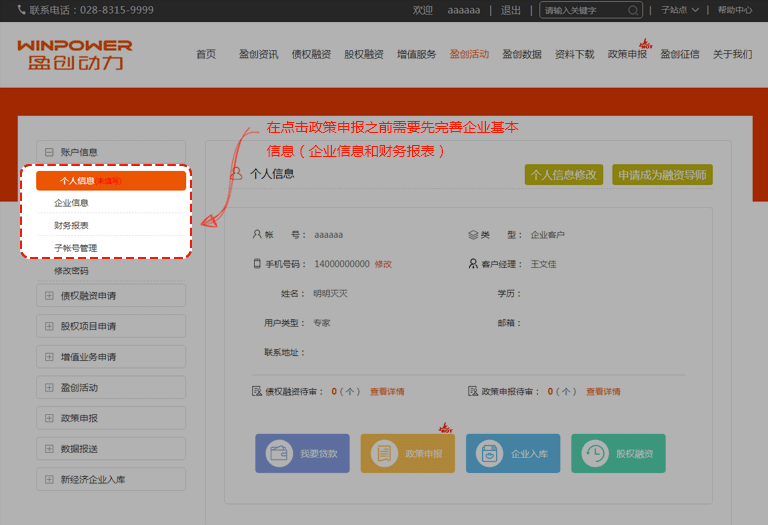 联系电话：028-8315-9999
欢迎 aaaaaa | 退出 | 请输入关键字 | 子站点 | 帮助中心
WINPOWER
盈创动力
首页 盈创资讯 债权融资 股权融资 增值服务 盈创活动 盈创数据 资料下载 政策申报 盈创征信 关于我们
在点击政策申报之前需要先完善企业基本
信息（企业信息和财务报表）
账户信息
个人信息(未填写)
企业信息
财务报表
子帐号管理
修改密码
债权融资申请
股权项目申请
增值业务申请
盈创活动
政策申报
数据报送
新经济企业入库
个人信息 个人信息修改 申请成为融资导师
帐 号： aaaaaa 类 型： 企业客户
手机号码： 14000000000 修改 客户经理： 王文佳
姓名： 明明灭灭 学历：
用户类型： 专家 邮箱：
联系地址：
债权融资待审： 0（个） 查看详情 政策申报待审： 0（个） 查看详情
我要贷款 政策申报 企业入库 股权融资